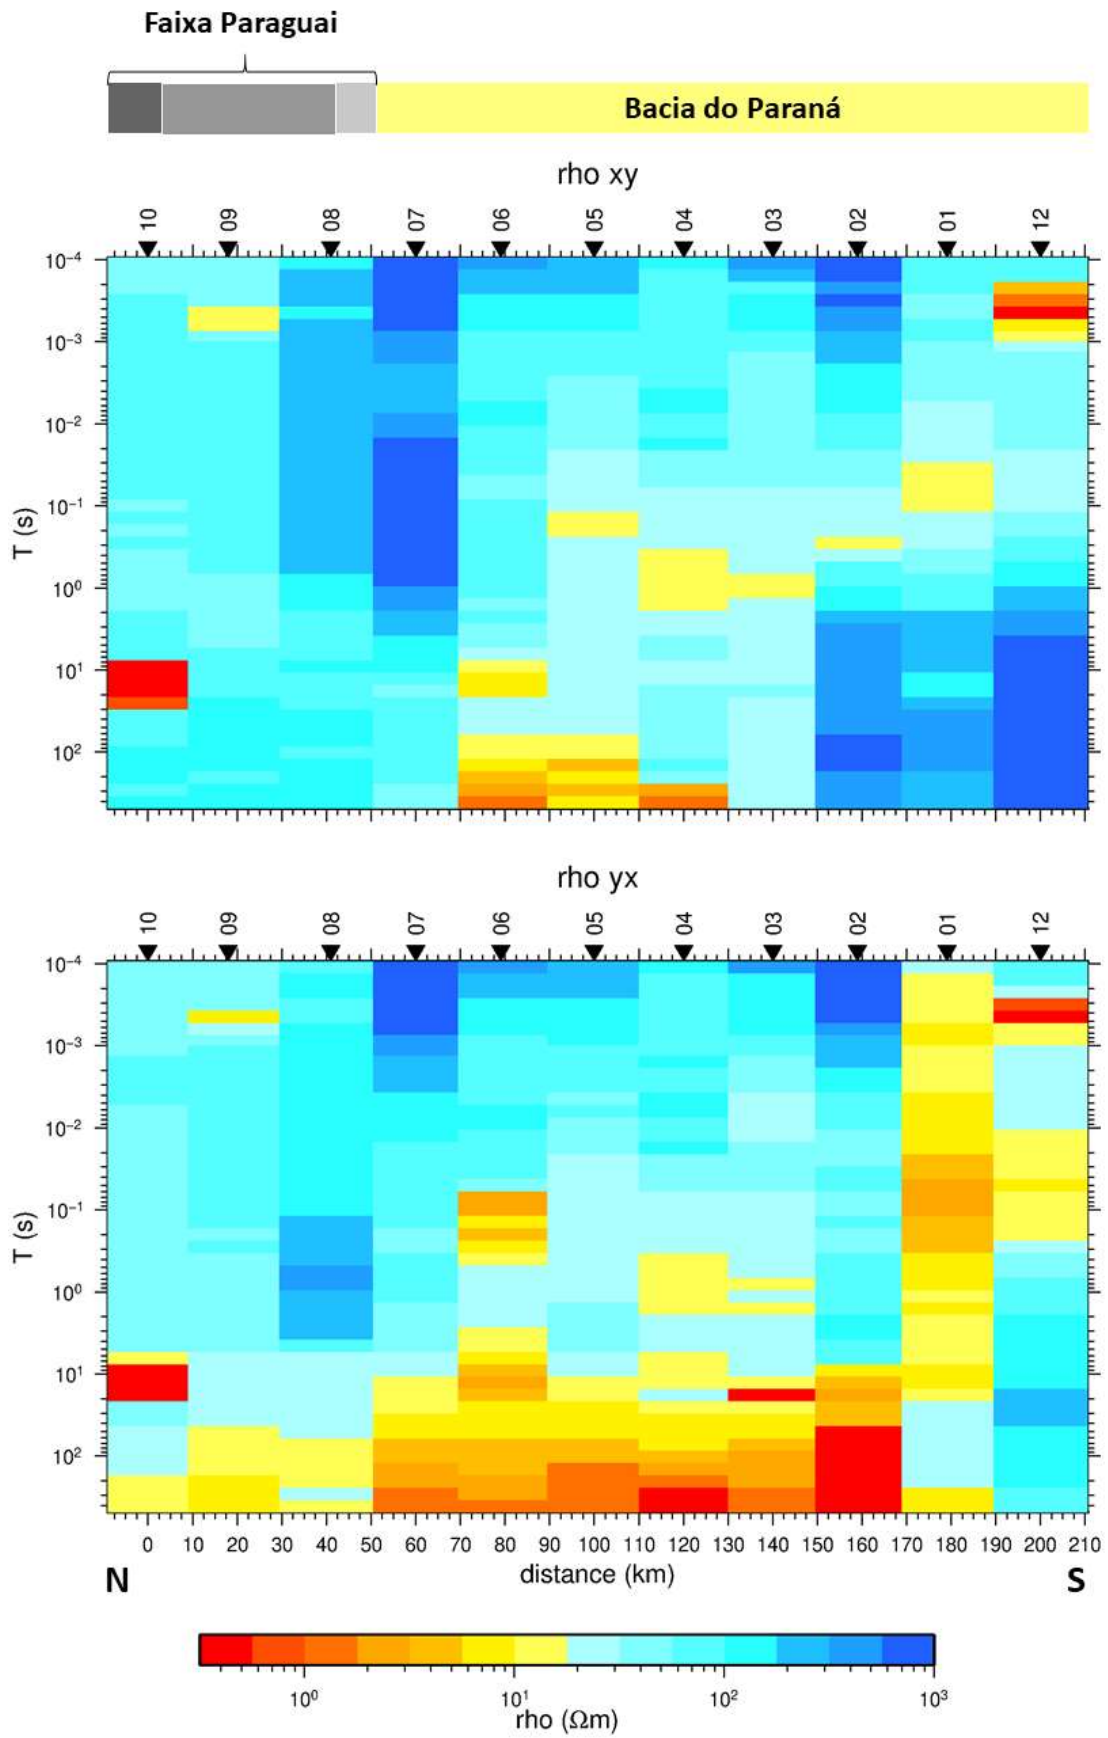 Faixa Paraguai
Bacia do Paraná
rho xy
10 09 08 07 06 05 04 03 02 01 12
10⁻⁴
10⁻³
10⁻²
10⁻¹
10⁰
10¹
10²
T (s)
rho yx
10 09 08 07 06 05 04 03 02 01 12
10⁻⁴
10⁻³
10⁻²
10⁻¹
10⁰
10¹
10²
T (s)
0 10 20 30 40 50 60 70 80 90 100 110 120 130 140 150 160 170 180 190 200 210
N distance (km) S
10⁰ 10¹ 10² 10³
rho (Ωm)